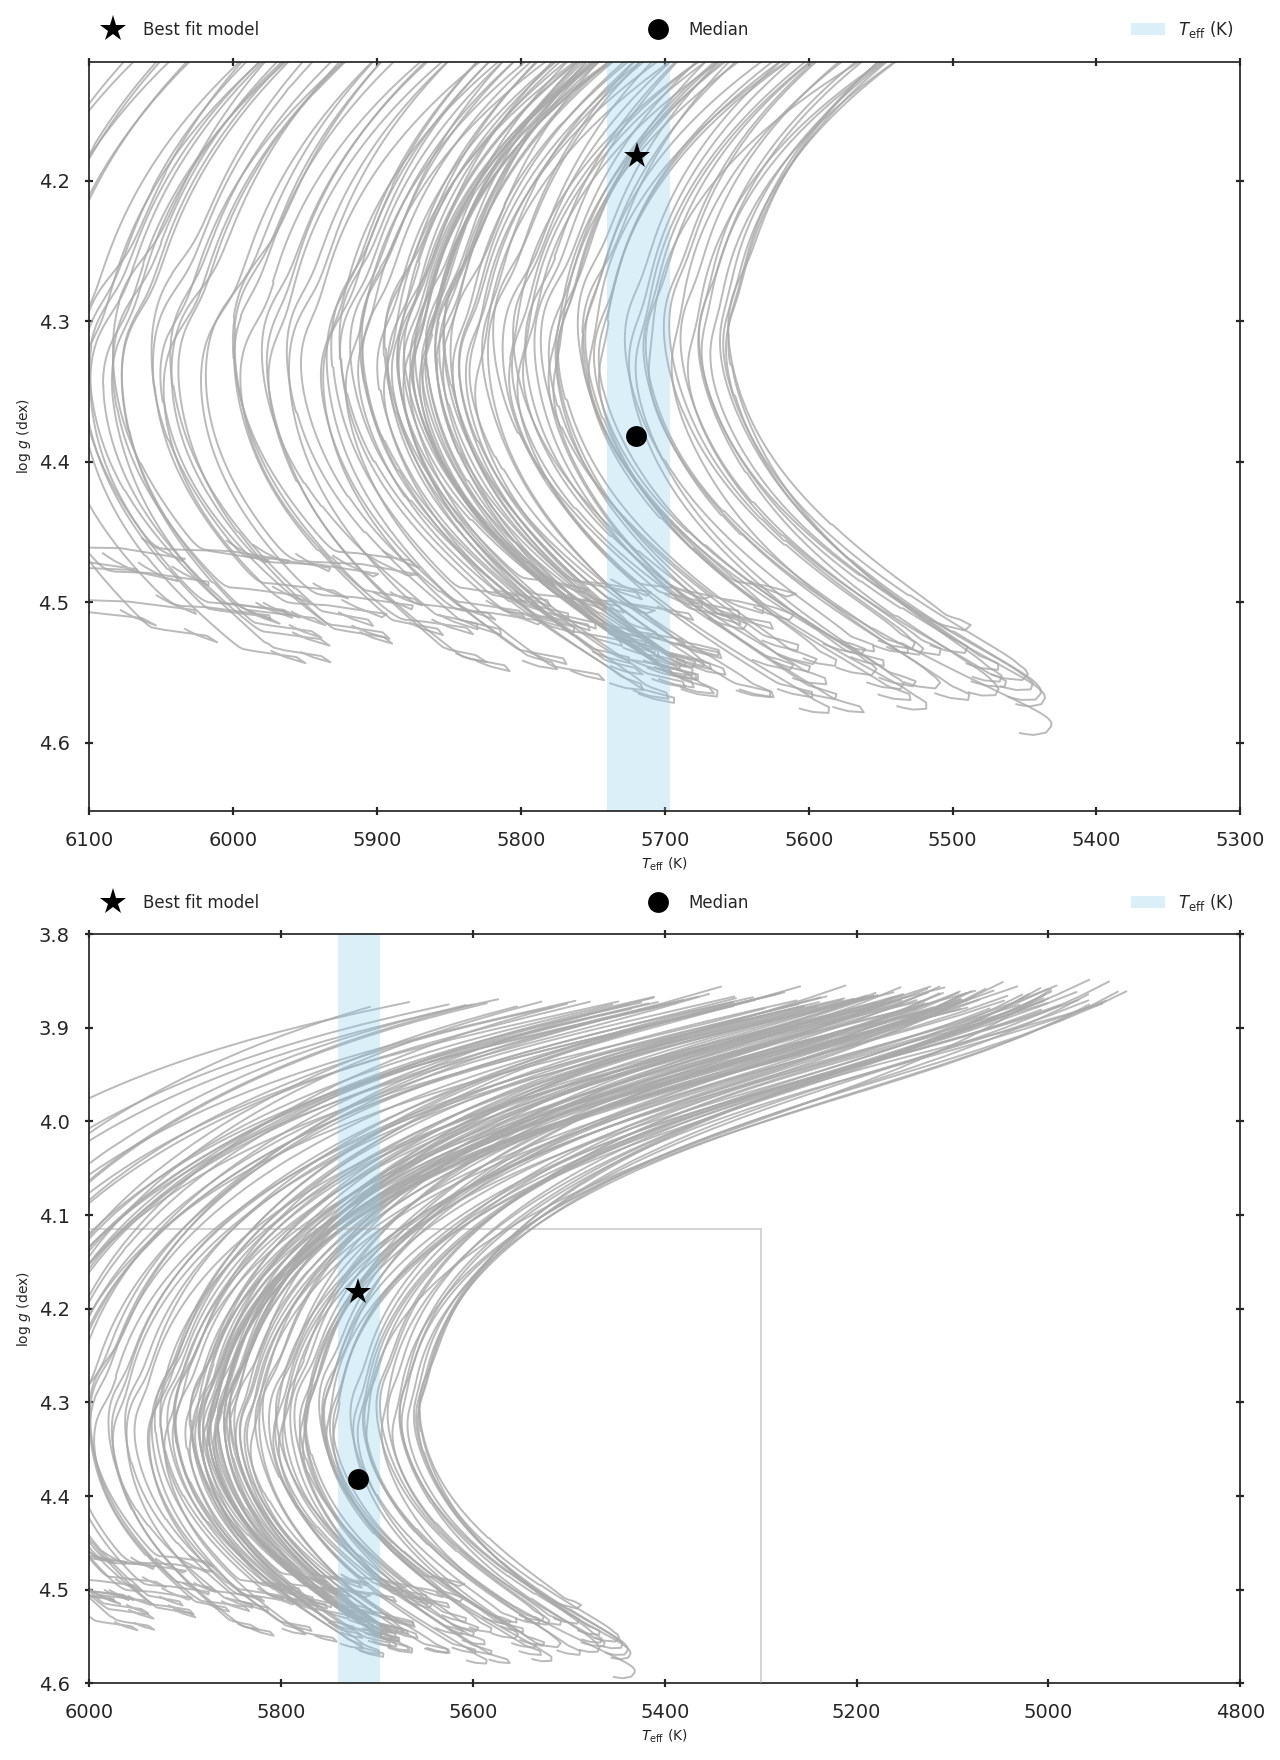 Best fit model Median T_eff (K)
4.2
4.3
4.4
4.5
4.6
log g (dex)
6100 6000 5900 5800 5700 5600 5500 5400 5300
T_eff (K)
Best fit model Median T_eff (K)
3.8
3.9
4.0
4.1
4.2
4.3
4.4
4.5
4.6
log g (dex)
6000 5800 5600 5400 5200 5000 4800
T_eff (K)